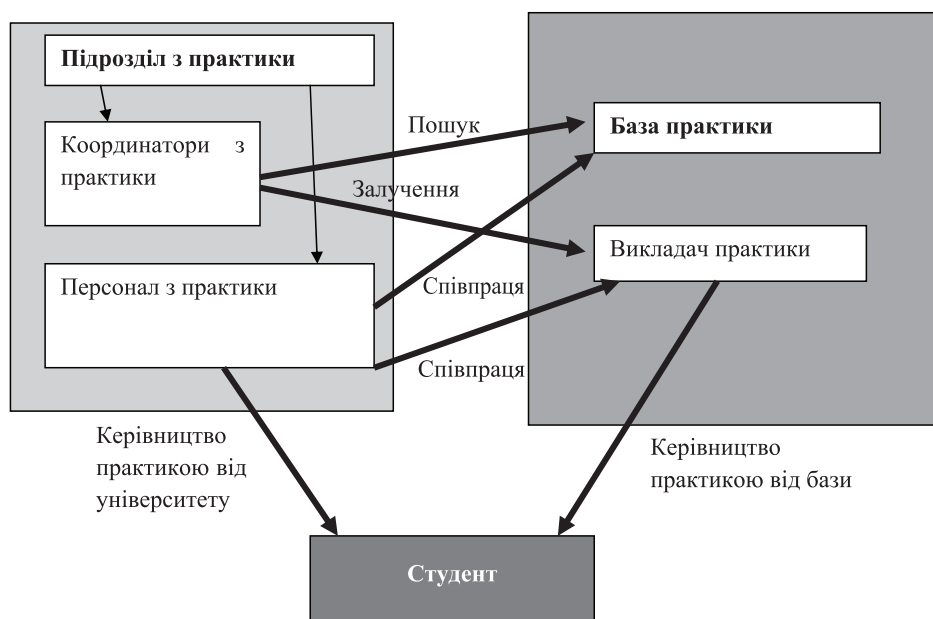 Підрозділ з практики
Координатори з
практики
Персонал з практики
Пошук
Залучення
Співпраця
Співпраця
База практики
Викладач практики
Керівництво
практикою від
університету
Керівництво
практикою від бази
Студент